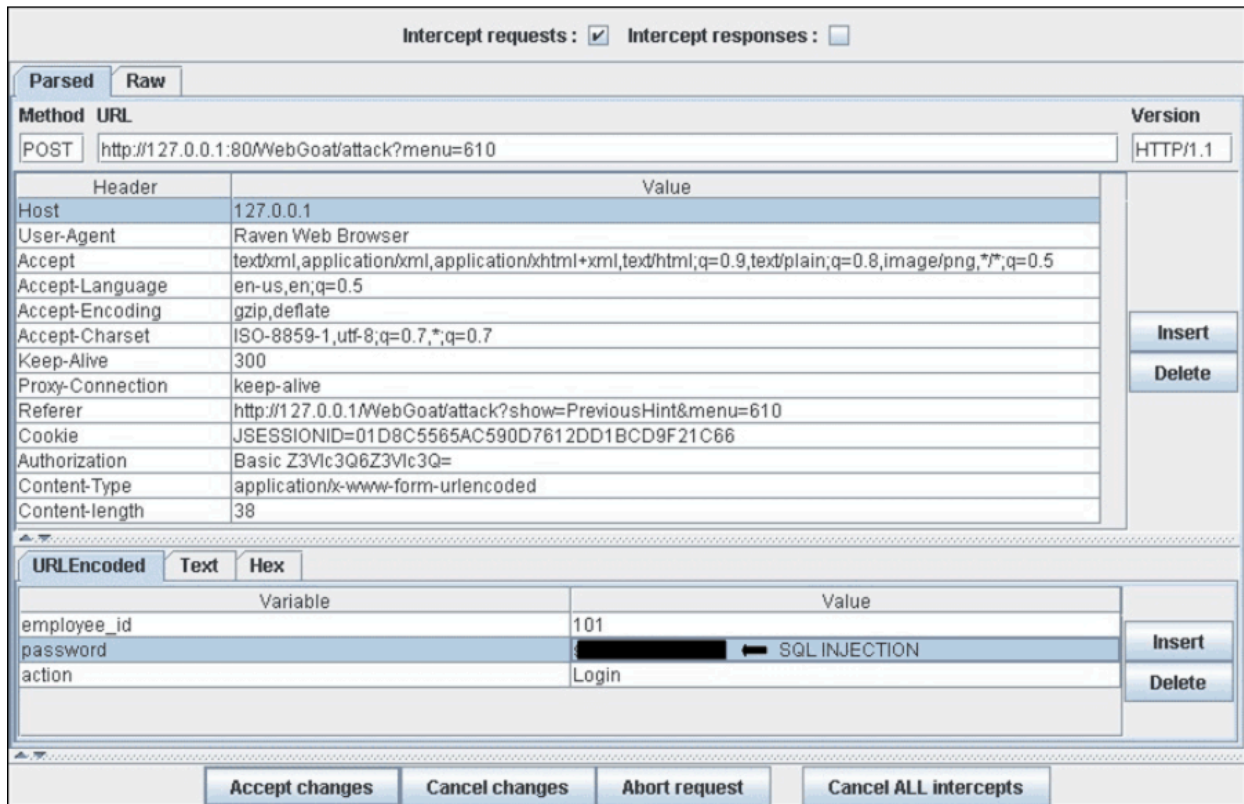 Intercept requests : Intercept responses :
Parsed Raw
Method URL Version
POST http://127.0.0.1:80/WebGoat/attack?menu=610 HTTP/1.1
Header Value
Host 127.0.0.1
User-Agent Raven Web Browser
Accept text/xml,application/xml,application/xhtml+xml,text/html;q=0.9,text/plain;q=0.8,image/png,*/*;q=0.5
Accept-Language en-us,en;q=0.5
Accept-Encoding gzip,deflate
Accept-Charset ISO-8859-1,utf-8;q=0.7,*;q=0.7
Keep-Alive 300
Proxy-Connection keep-alive
Referer http://127.0.0.1/WebGoat/attack?show=PreviousHint&menu=610
Cookie JSESSIONID=01D8C5565AC590D7612DD1BCD9F21C66
Authorization Basic Z3Vlc3Q6Z3Vlc3Q=
Content-Type application/x-www-form-urlencoded
Content-length 38
Insert
Delete
URLEncoded Text Hex
Variable Value
employee_id 101
password SQL INJECTION
action Login
Insert
Delete
Accept changes Cancel changes Abort request Cancel ALL intercepts